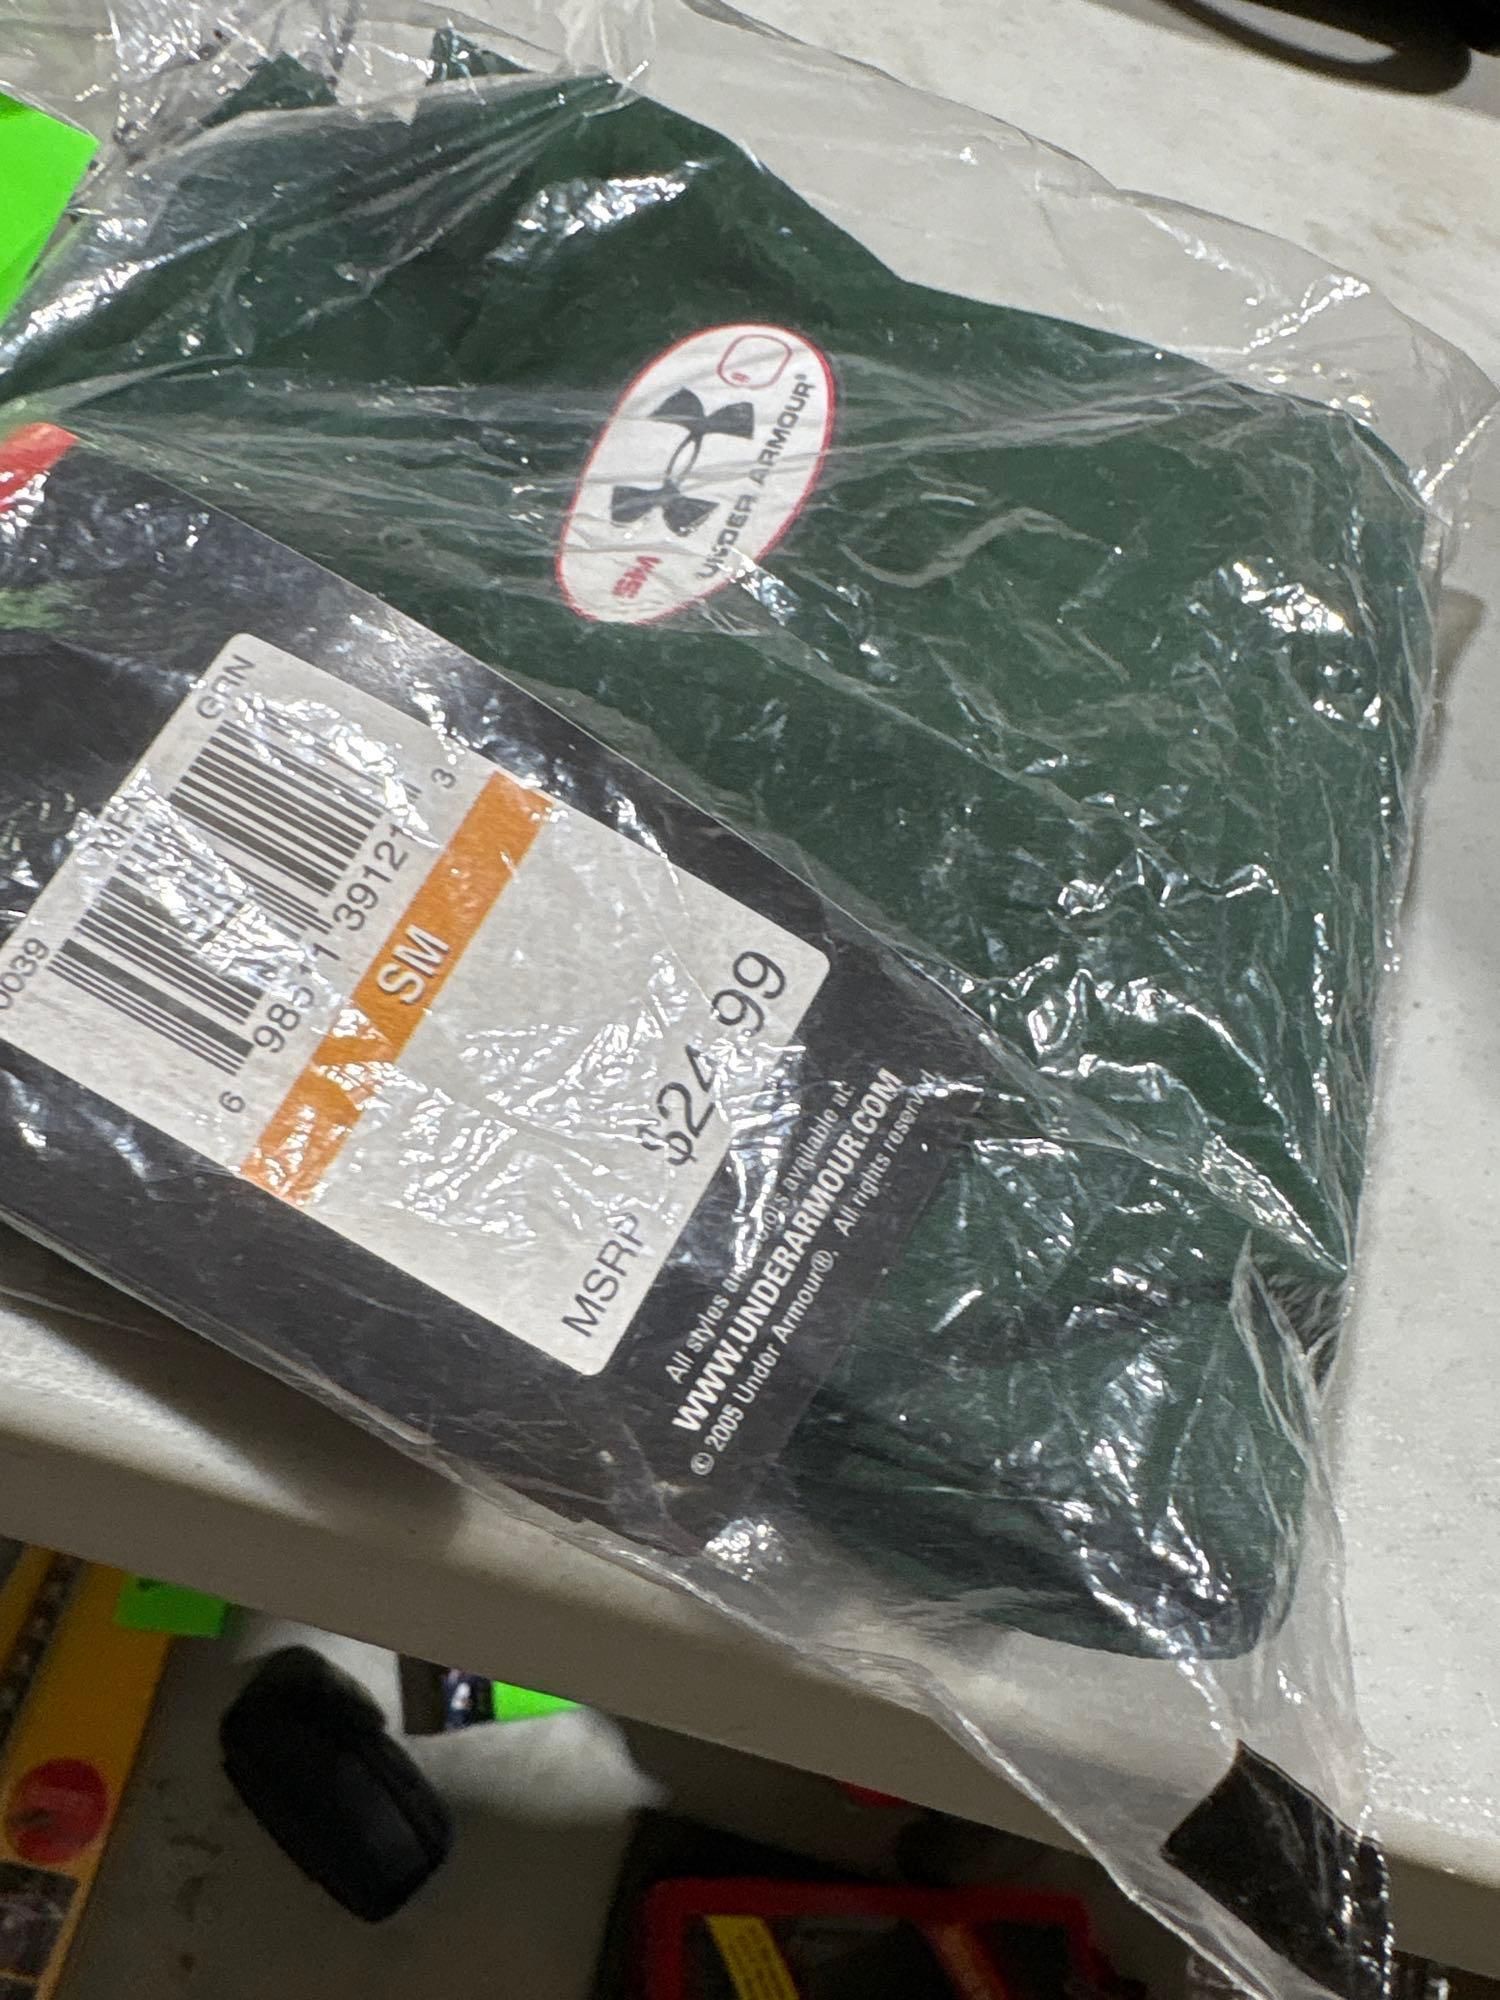 SM
UNDER ARMOUR®
0039
GRN
6 98511 39121 3
SM
MSRP $24.99
All styles available at:
WWW.UNDERARMOUR.COM
© 2005 Under Armour®. All rights reserved